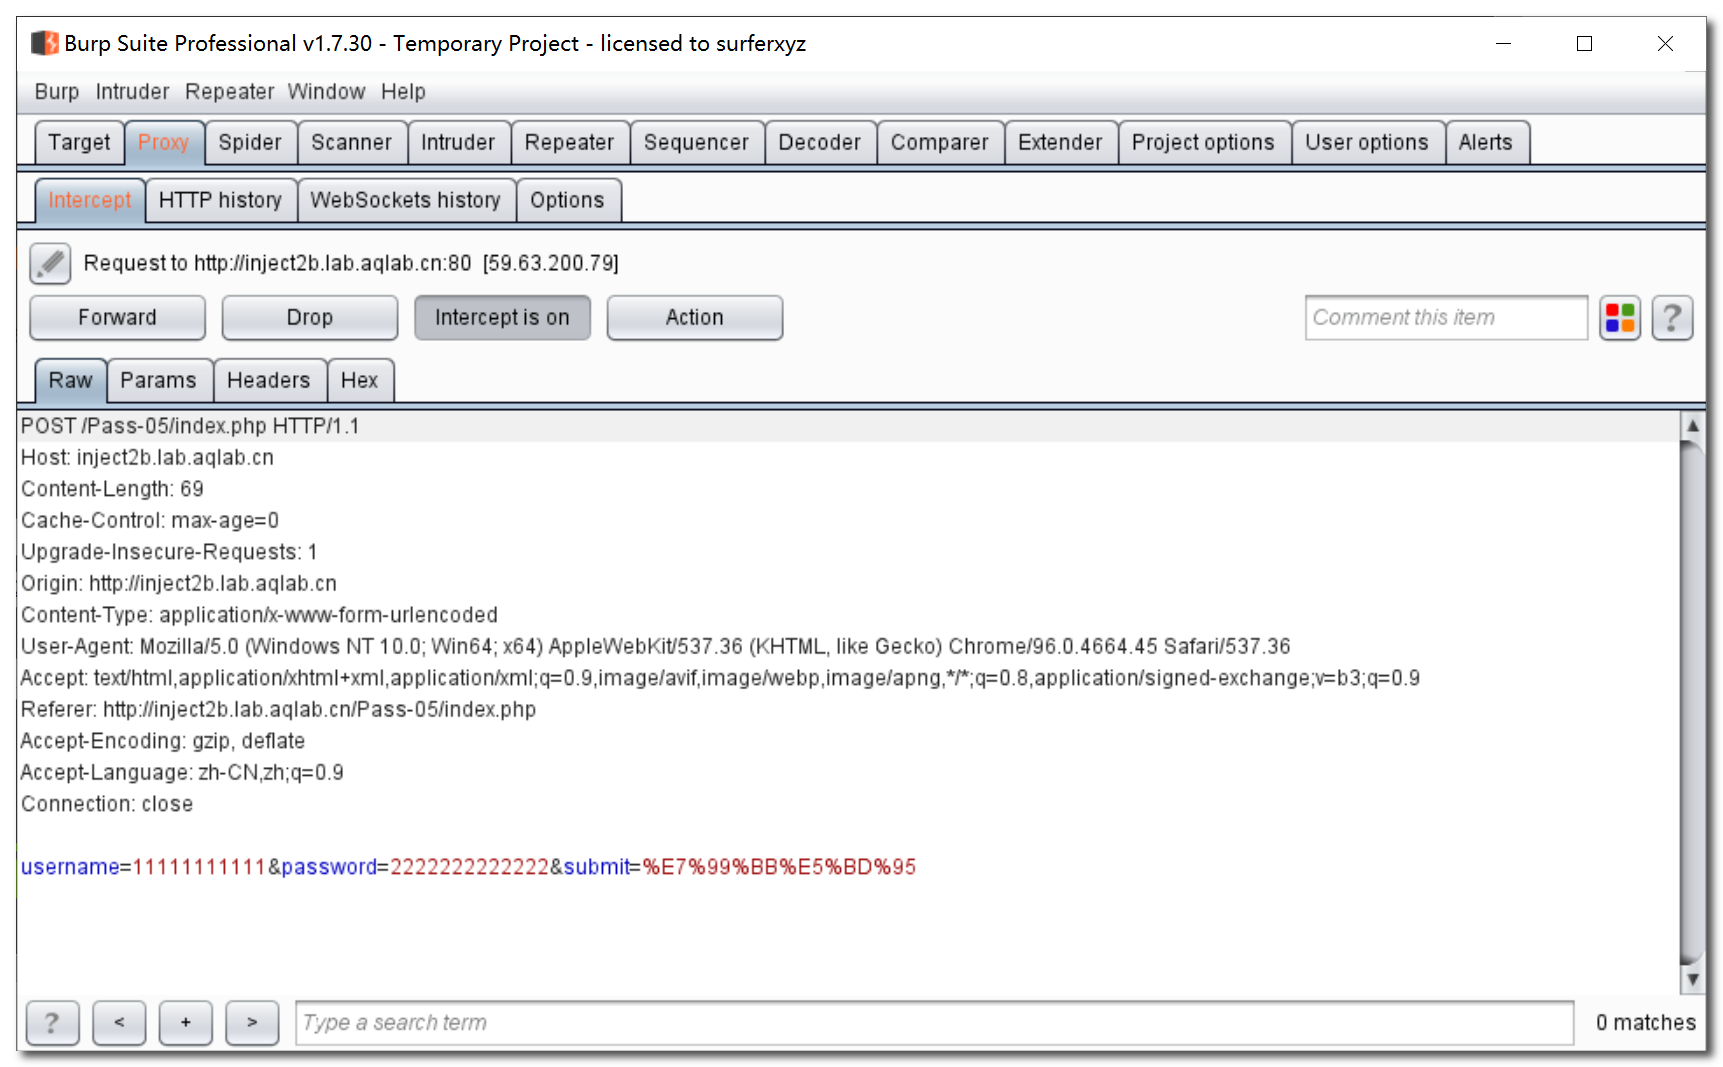 Burp Suite Professional v1.7.30 - Temporary Project - licensed to surferxyz
Burp Intruder Repeater Window Help
Target Proxy Spider Scanner Intruder Repeater Sequencer Decoder Comparer Extender Project options User options Alerts
Intercept HTTP history WebSockets history Options
Request to http://inject2b.lab.aqlab.cn:80 [59.63.200.79]
Forward Drop Intercept is on Action Comment this item ?
Raw Params Headers Hex
POST /Pass-05/index.php HTTP/1.1
Host: inject2b.lab.aqlab.cn
Content-Length: 69
Cache-Control: max-age=0
Upgrade-Insecure-Requests: 1
Origin: http://inject2b.lab.aqlab.cn
Content-Type: application/x-www-form-urlencoded
User-Agent: Mozilla/5.0 (Windows NT 10.0; Win64; x64) AppleWebKit/537.36 (KHTML, like Gecko) Chrome/96.0.4664.45 Safari/537.36
Accept: text/html,application/xhtml+xml,application/xml;q=0.9,image/avif,image/webp,image/apng,*/*;q=0.8,application/signed-exchange;v=b3;q=0.9
Referer: http://inject2b.lab.aqlab.cn/Pass-05/index.php
Accept-Encoding: gzip, deflate
Accept-Language: zh-CN,zh;q=0.9
Connection: close
username=11111111111&password=2222222222222&submit=%E7%99%BB%E5%BD%95
? < + > Type a search term 0 matches